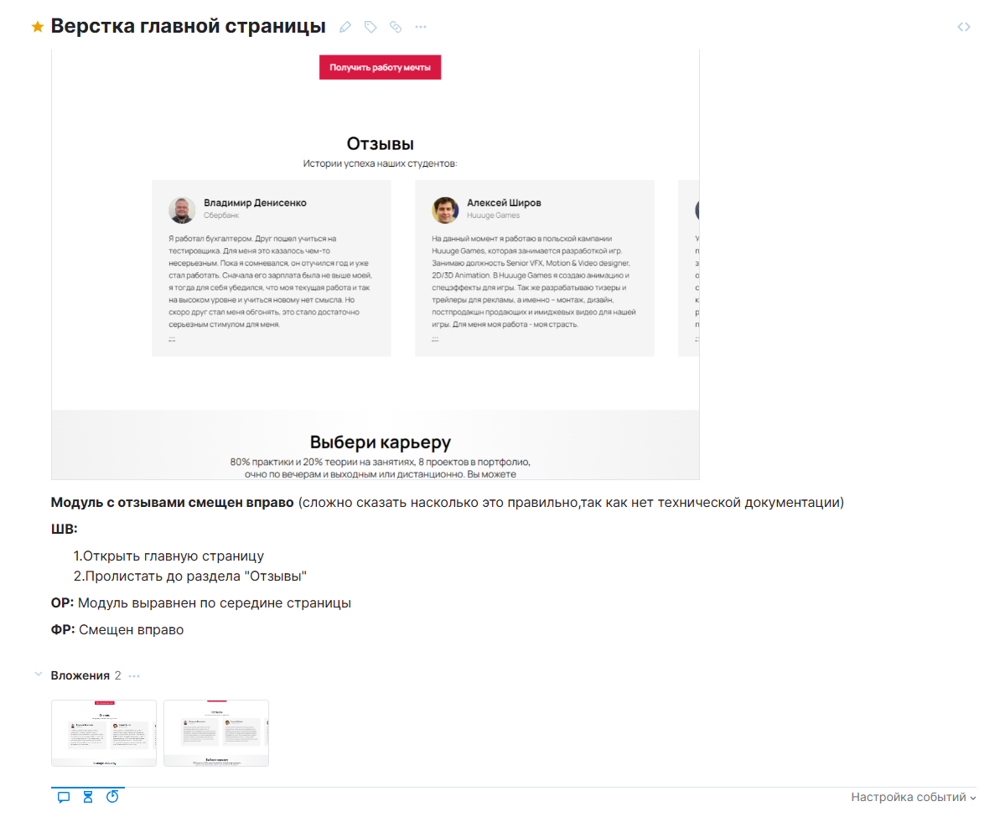 Верстка главной страницы
Получить работу мечты
Отзывы
Истории успеха наших студентов:
Владимир Денисенко
Сбербанк
Я работал бухгалтером. Друг пошел учиться на
тестировщика. Для меня это казалось чем-то
несерьезным. Пока я сомневался, он отучился год и уже
стал работать. Сначала его зарплата была не выше моей,
я тогда для себя убедился, что моя текущая работа и так
на высоком уровне и учиться новому нет смысла. Но
скоро друг стал меня обгонять, это стало достаточно
серьезным стимулом для меня.
...
Алексей Широв
Huuuge Games
На данный момент я работаю в польской кампании
Huuuge Games, которая занимается разработкой игр.
Занимаю должность Senior VFX, Motion & Video designer,
2D/3D Animation. В Huuuge Games я создаю анимацию и
спецэффекты для игры. Так же разрабатываю тизеры и
трейлеры для рекламы, а именно – монтаж, дизайн,
постпродакшн продающих и имиджевых видео для нашей
игры. Для меня моя работа - моя страсть.
...
Выбери карьеру
80% практики и 20% теории на занятиях, 8 проектов в портфолио,
очно по вечерам и выходным или дистанционно. Вы можете
Модуль с отзывами смещен вправо (сложно сказать насколько это правильно,так как нет технической документации)
ШВ:
1.Открыть главную страницу
2.Пролистать до раздела "Отзывы"
ОР: Модуль выравнен по середине страницы
ФР: Смещен вправо
Вложения 2
Настройка событий